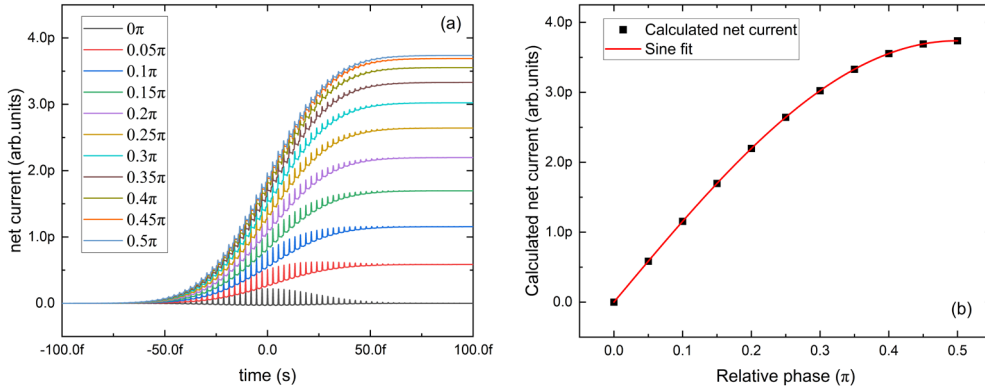 (a)
0π
0.05π
0.1π
0.15π
0.2π
0.25π
0.3π
0.35π
0.4π
0.45π
0.5π
net current (arb.units)
4.0p
3.0p
2.0p
1.0p
0.0
-100.0f -50.0f 0.0 50.0f 100.0f
time (s)
Calculated net current
Sine fit
(b)
Calculated net current (arb.units)
4.0p
3.0p
2.0p
1.0p
0.0
0.0 0.1 0.2 0.3 0.4 0.5
Relative phase (π)